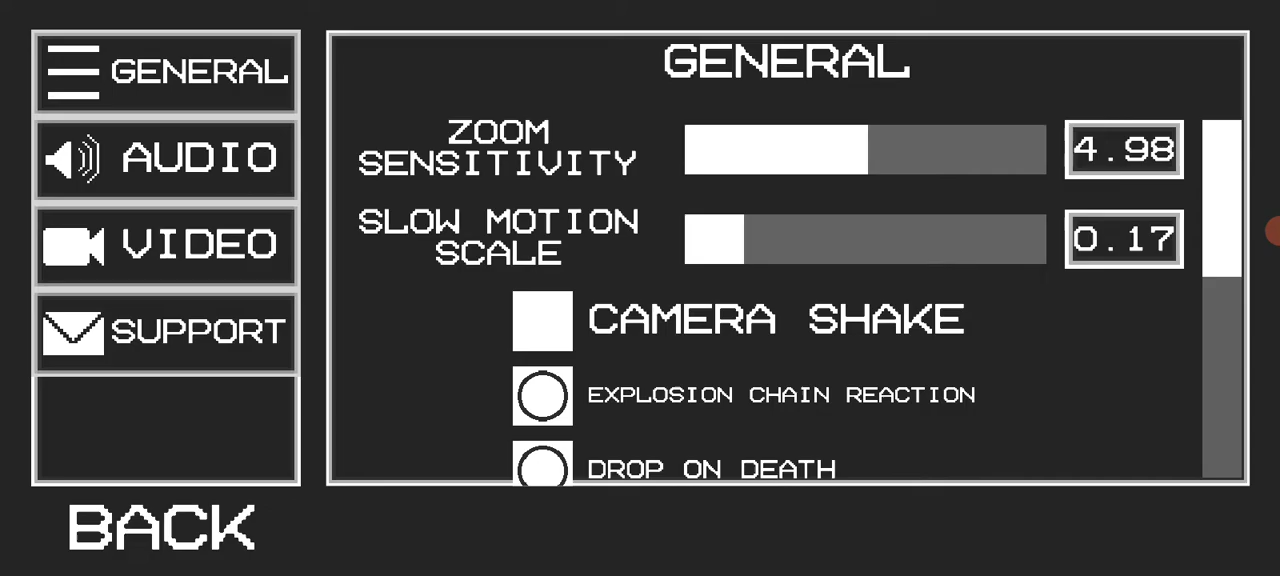 GENERAL
AUDIO
VIDEO
SUPPORT
BACK
GENERAL
ZOOM
SENSITIVITY
4.98
SLOW MOTION
SCALE
0.17
CAMERA SHAKE
EXPLOSION CHAIN REACTION
DROP ON DEATH